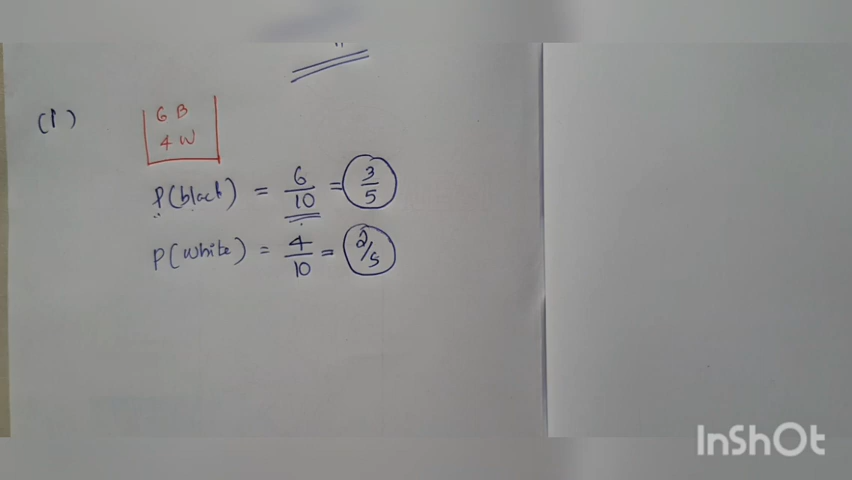 (1)
6 B
4 W
P(black) = 6/10 = 3/5
P(white) = 4/10 = 2/5
InShOt